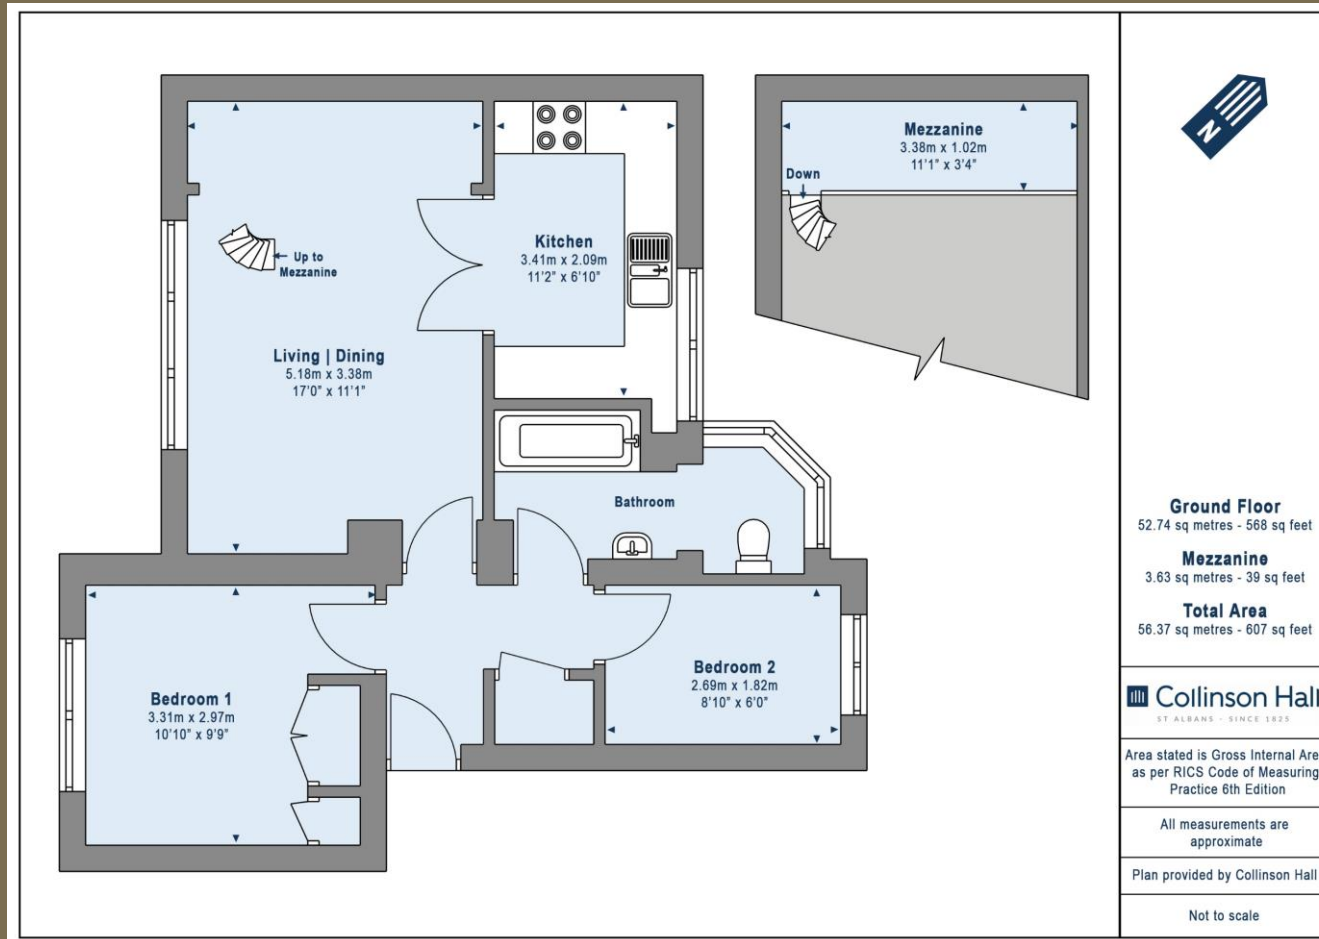 Mezzanine
3.38m x 1.02m
11'1" x 3'4"
Down
N
Kitchen
3.41m x 2.09m
11'2" x 6'10"
Up to
Mezzanine
Living | Dining
5.18m x 3.38m
17'0" x 11'1"
Bathroom
Bedroom 1
3.31m x 2.97m
10'10" x 9'9"
Bedroom 2
2.69m x 1.82m
8'10" x 6'0"
Ground Floor
52.74 sq metres - 568 sq feet
Mezzanine
3.63 sq metres - 39 sq feet
Total Area
56.37 sq metres - 607 sq feet
Collinson Hall
ST ALBANS - SINCE 1825
Area stated is Gross Internal Are
as per RICS Code of Measuring
Practice 6th Edition
All measurements are
approximate
Plan provided by Collinson Hall
Not to scale